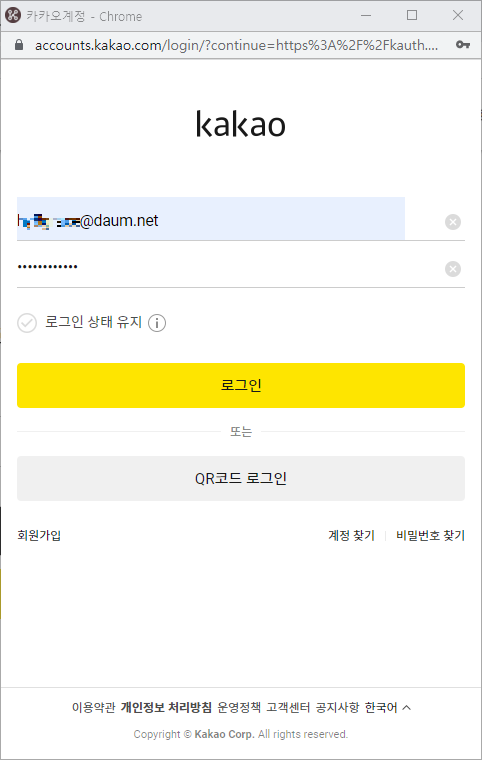 카카오계정 - Chrome
accounts.kakao.com/login/?continue=https%3A%2F%2Fkauth....
kakao
@daum.net
••••••••••••
로그인 상태 유지
로그인
또는
QR코드 로그인
회원가입 계정 찾기 비밀번호 찾기
이용약관 개인정보 처리방침 운영정책 고객센터 공지사항 한국어
Copyright © Kakao Corp. All rights reserved.